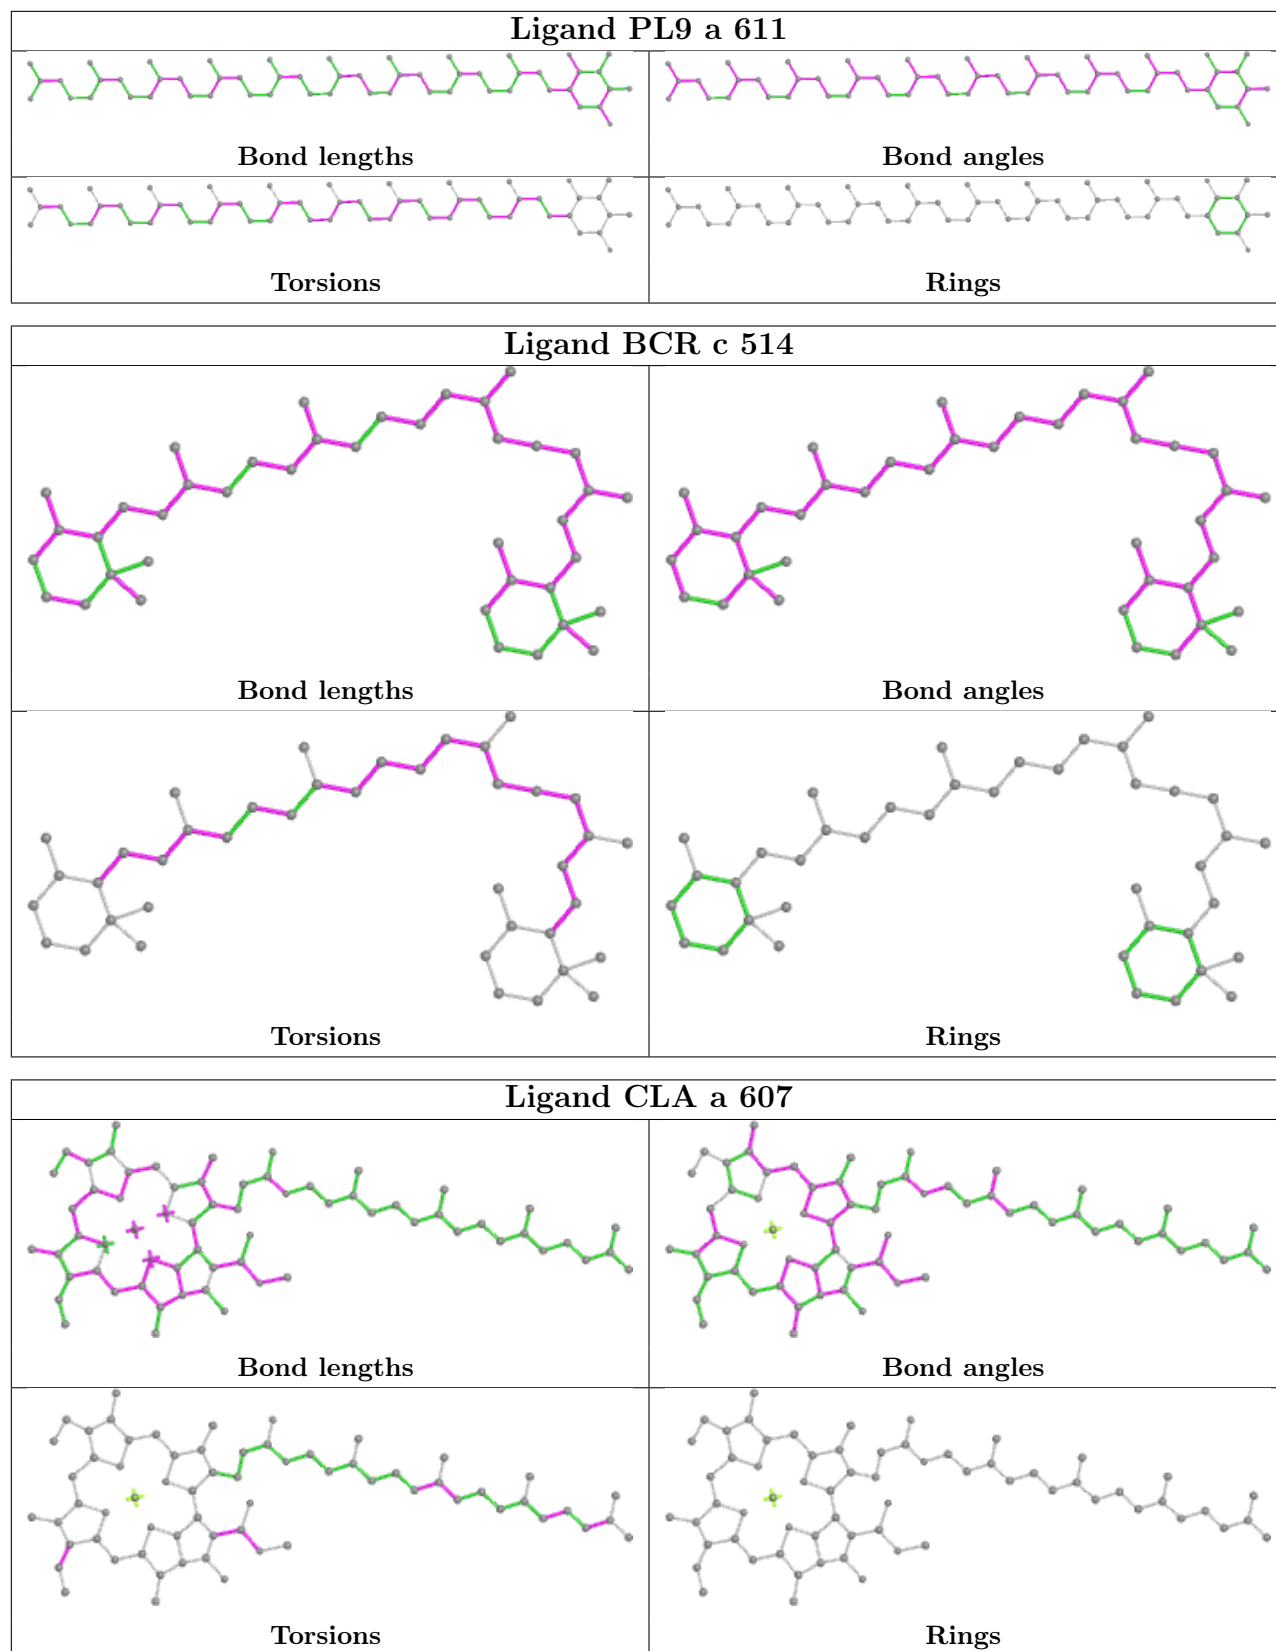 Ligand PL9 a 611
Bond lengths
Bond angles
Torsions
Rings
Ligand BCR c 514
Bond lengths
Bond angles
Torsions
Rings
Ligand CLA a 607
Bond lengths
Bond angles
Torsions
Rings